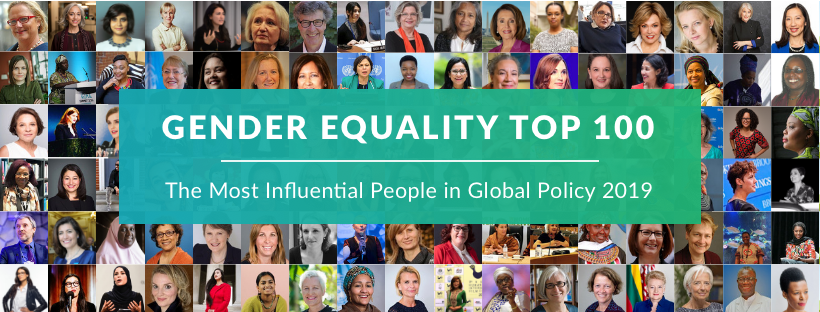 GENDER EQUALITY TOP 100
The Most Influential People in Global Policy 2019